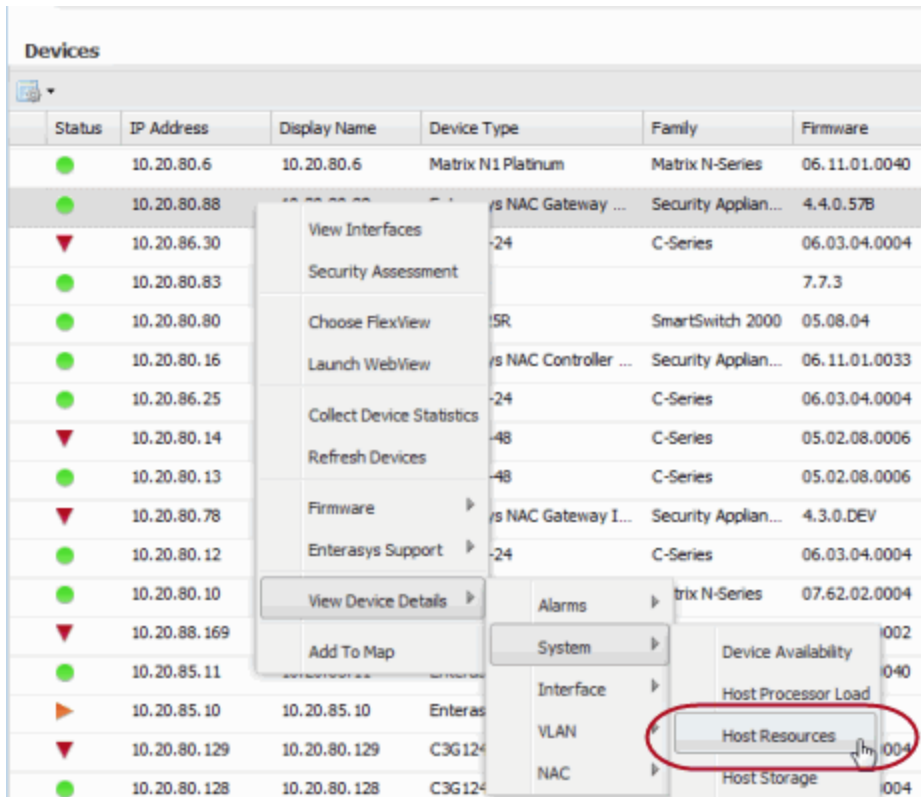 Devices
Status IP Address Display Name Device Type Family Firmware
10.20.80.6 10.20.80.6 Matrix N1 Platinum Matrix N-Series 06.11.01.0040
10.20.80.88 ys NAC Gateway ... Security Applian... 4.4.0.57B
View Interfaces
10.20.86.30 -24 C-Series 06.03.04.0004
Security Assessment
10.20.80.83 7.7.3
10.20.80.80 Choose FlexView 25R SmartSwitch 2000 05.08.04
10.20.80.16 Launch WebView ys NAC Controller ... Security Applian... 06.11.01.0033
10.20.86.25 -24 C-Series 06.03.04.0004
Collect Device Statistics
10.20.80.14 -48 C-Series 05.02.08.0006
Refresh Devices
10.20.80.13 -48 C-Series 05.02.08.0006
Firmware
10.20.80.78 ys NAC Gateway I... Security Applian... 4.3.0.DEV
10.20.80.12 Enterasys Support -24 C-Series 06.03.04.0004
10.20.80.10 View Device Details Alarms trix N-Series 07.62.02.0004
10.20.88.169 System 002
Add To Map Device Availability
10.20.85.11 040
Interface Host Processor Load
10.20.85.10 10.20.85.10 Enteras
VLAN Host Resources
10.20.80.129 10.20.80.129 C3G124 004
NAC Host Storage
10.20.80.128 10.20.80.128 C3G124 004